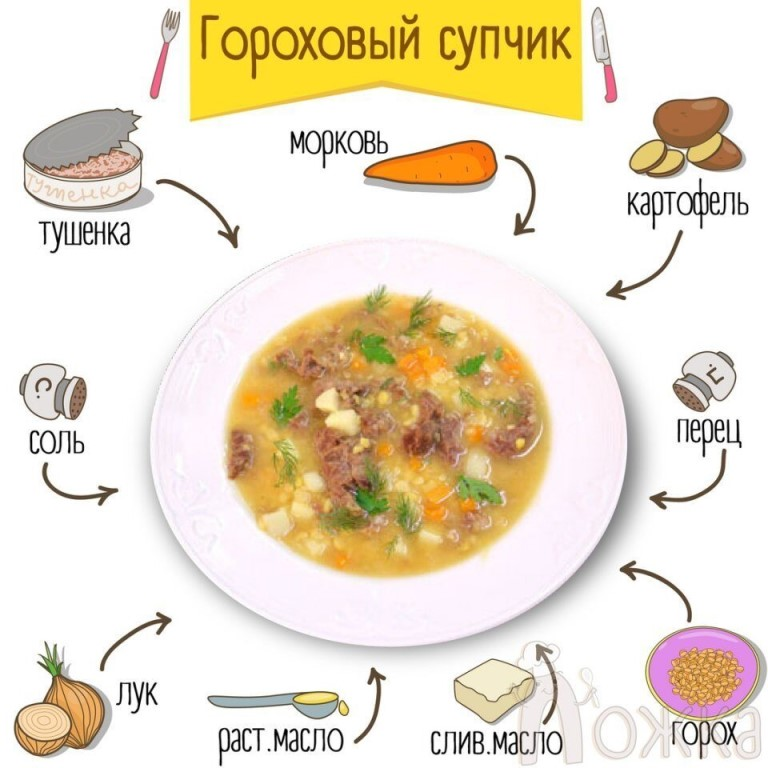 Гороховый супчик
морковь
тушенка
тушенка
картофель
С.
П.
соль
перец
лук
раст.масло
слив.масло
горох
Ложка